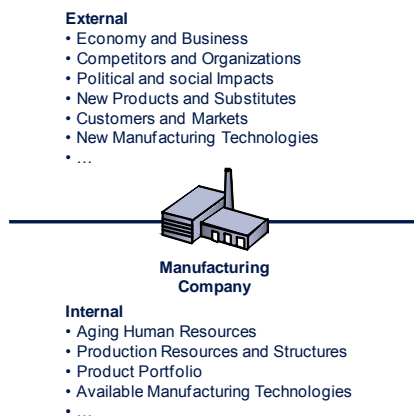 External
• Economy and Business
• Competitors and Organizations
• Political and social Impacts
• New Products and Substitutes
• Customers and Markets
• New Manufacturing Technologies
• ...
Manufacturing
Company
Internal
• Aging Human Resources
• Production Resources and Structures
• Product Portfolio
• Available Manufacturing Technologies
• ...